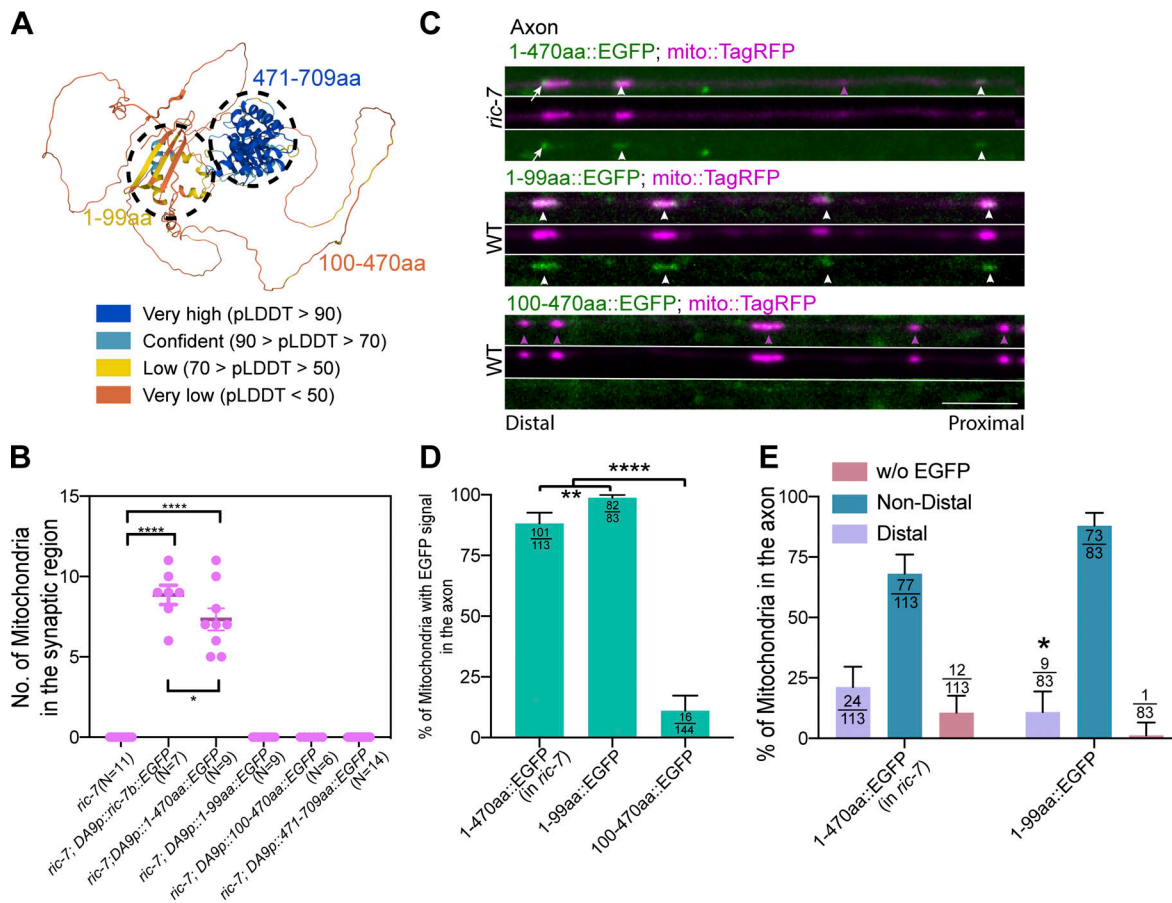 A
471-709aa
1-99aa
100-470aa
Very high (pLDDT > 90)
Confident (90 > pLDDT > 70)
Low (70 > pLDDT > 50)
Very low (pLDDT < 50)
C
Axon
1-470aa::EGFP; mito::TagRFP
ric-7
1-99aa::EGFP; mito::TagRFP
WT
100-470aa::EGFP; mito::TagRFP
WT
Distal
Proximal
B
No. of Mitochondria
in the synaptic region
15
10
5
0
****
****
*
ric-7(N=11)
ric-7; DA9p::ric-7b::EGFP
(N=7)
ric-7;DA9p::1-470aa::EGFP
(N=9)
ric-7; DA9p::1-99aa::EGFP
(N=9)
ric-7; DA9p::100-470aa::EGFP
(N=6)
ric-7; DA9p::471-709aa::EGFP
(N=14)
D
% of Mitochondria with EGFP signal
in the axon
100
75
50
25
0
****
**
101
113
82
83
16
144
1-470aa::EGFP
(in ric-7)
1-99aa::EGFP
100-470aa::EGFP
E
w/o EGFP
Non-Distal
Distal
% of Mitochondria in the axon
100
75
50
25
0
24
113
77
113
12
113
*
9
83
73
83
1
83
1-470aa::EGFP
(in ric-7)
1-99aa::EGFP